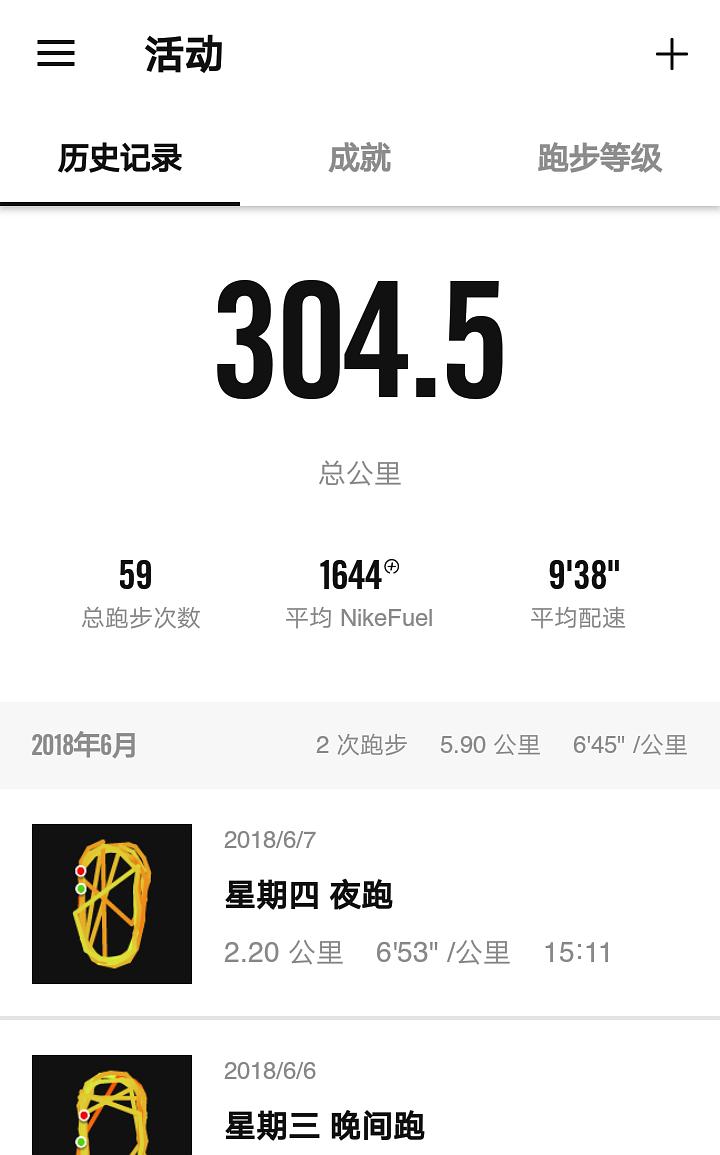 活动
历史记录 成就 跑步等级
304.5
总公里
59 1644 9'38"
总跑步次数 平均 NikeFuel 平均配速
2018年6月 2 次跑步 5.90 公里 6'45" /公里
2018/6/7
星期四 夜跑
2.20 公里 6'53" /公里 15:11
2018/6/6
星期三 晚间跑